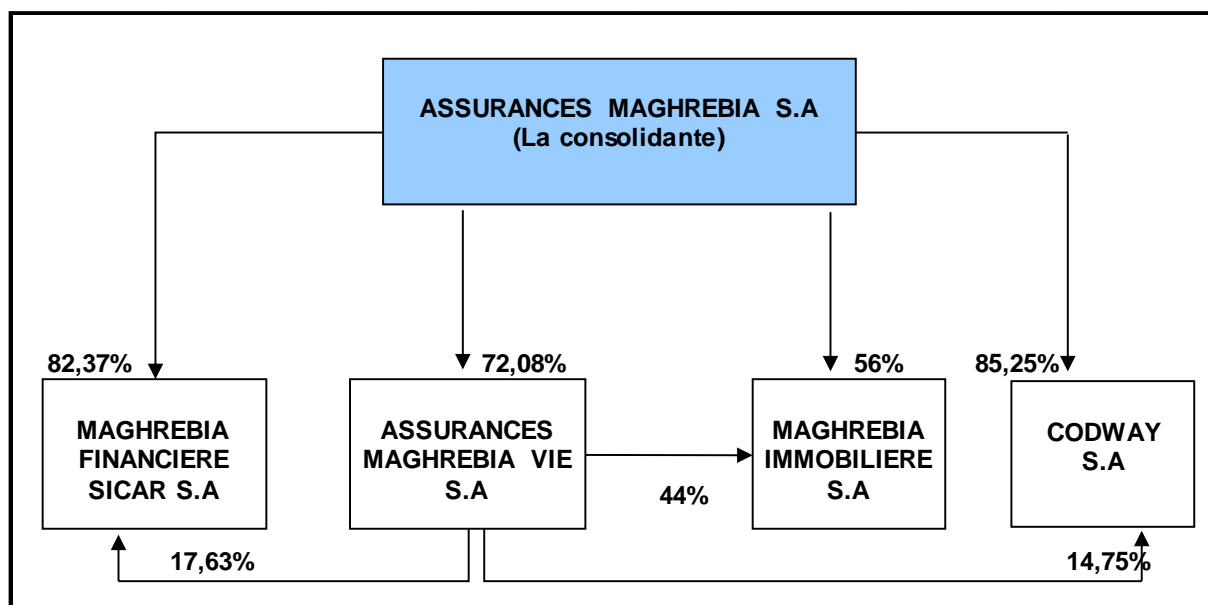 ASSURANCES MAGHREBIA S.A
(La consolidante)
82,37%
72,08%
56%
85,25%
MAGHREBIA
FINANCIERE
SICAR S.A
ASSURANCES
MAGHREBIA VIE
S.A
MAGHREBIA
IMMOBILIERE
S.A
CODWAY
S.A
44%
17,63%
14,75%